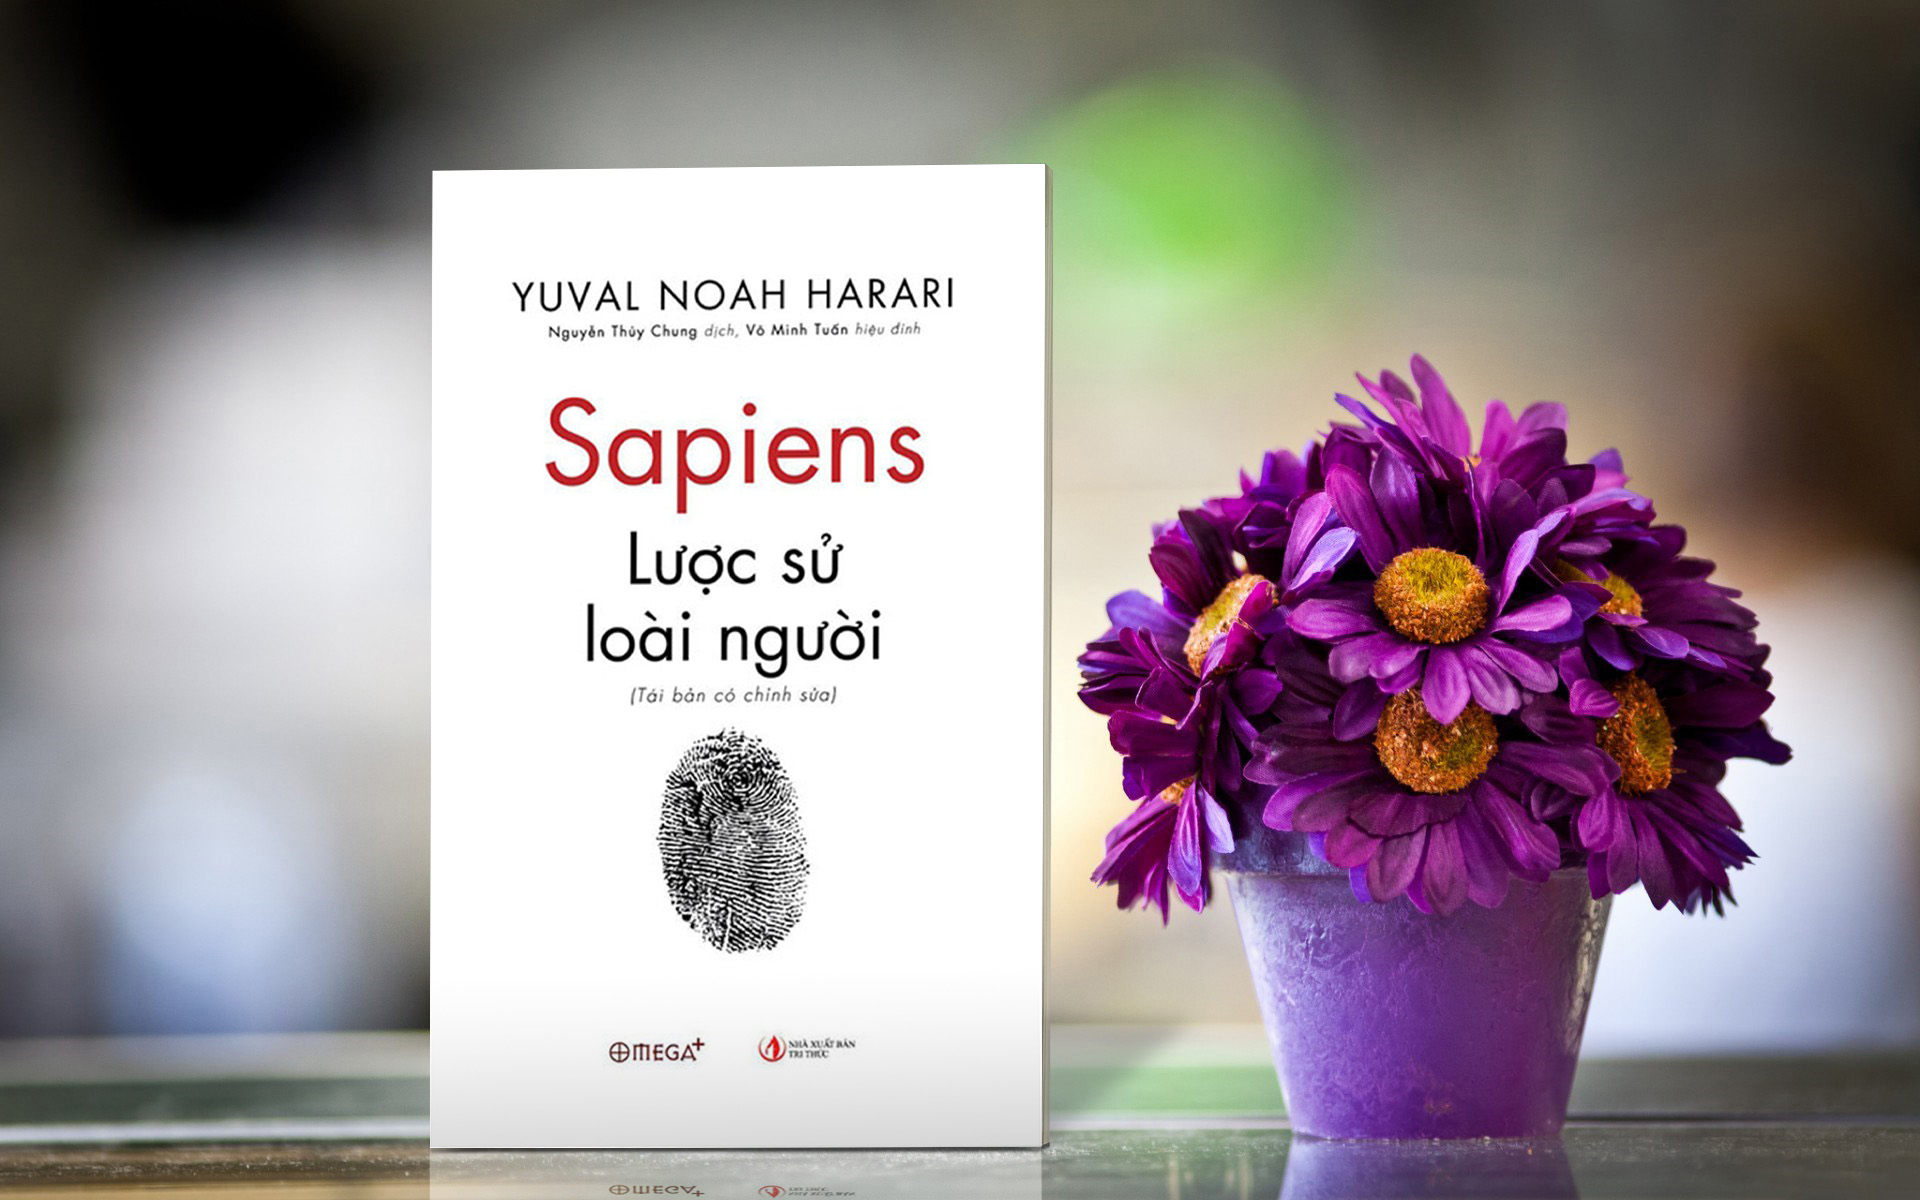 YUVAL NOAH HARARI
Nguyễn Thủy Chung dịch, Võ Minh Tuấn hiệu đính
Sapiens
Lược sử
loài người
(Tái bản có chỉnh sửa)
OMEGA+
NHÀ XUẤT BẢN
TRI THỨC